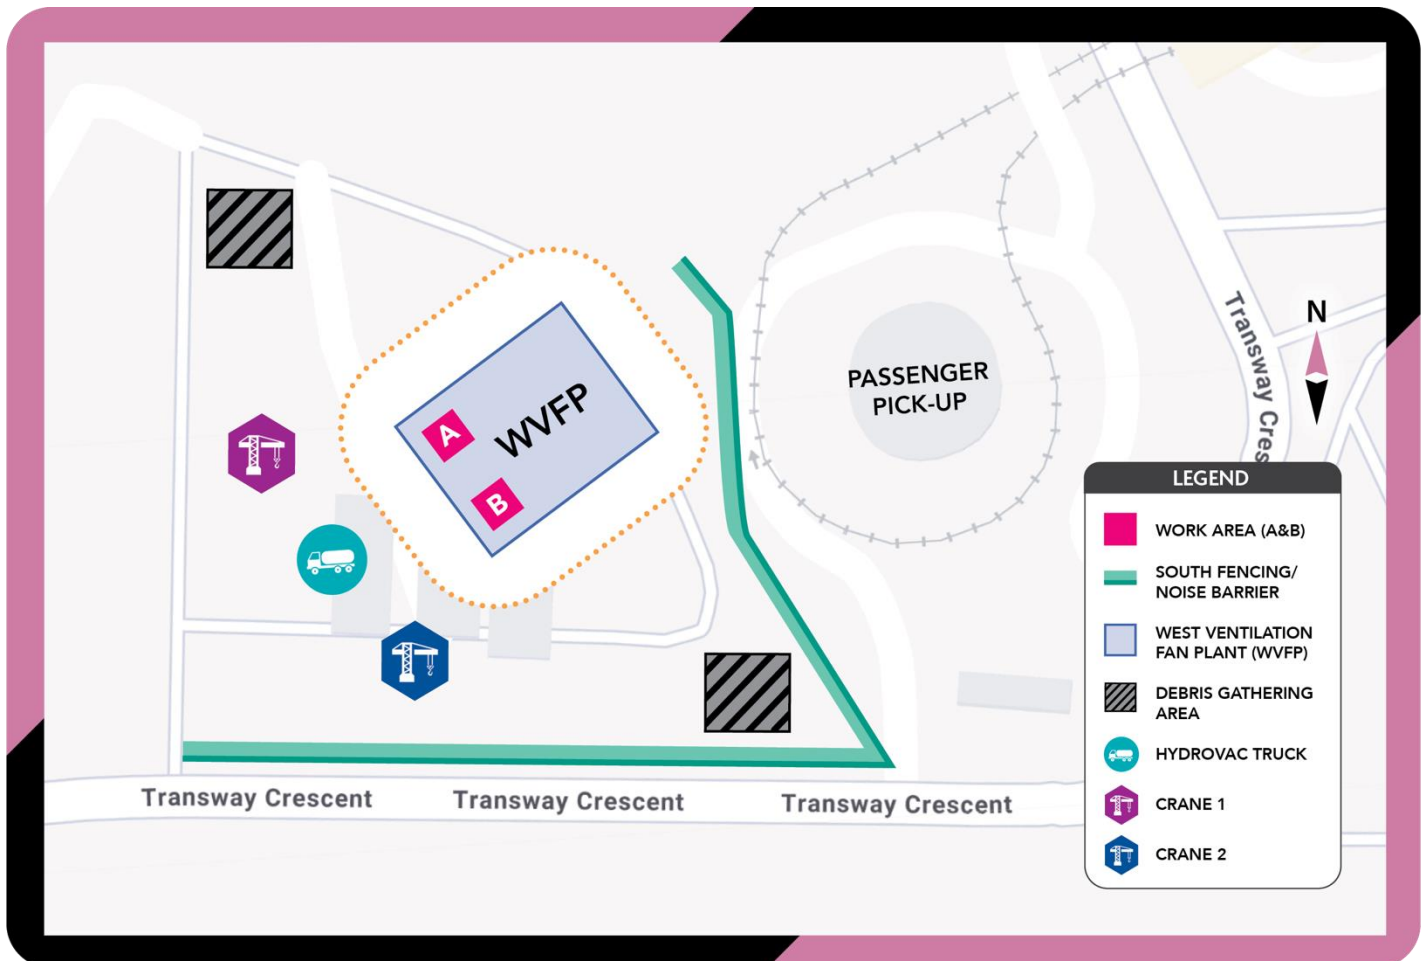 N
Transway Cres
PASSENGER
PICK-UP
WVFP
A
B
Transway Crescent
Transway Crescent
Transway Crescent
LEGEND
WORK AREA (A&B)
SOUTH FENCING/
NOISE BARRIER
WEST VENTILATION
FAN PLANT (WVFP)
DEBRIS GATHERING
AREA
HYDROVAC TRUCK
CRANE 1
CRANE 2